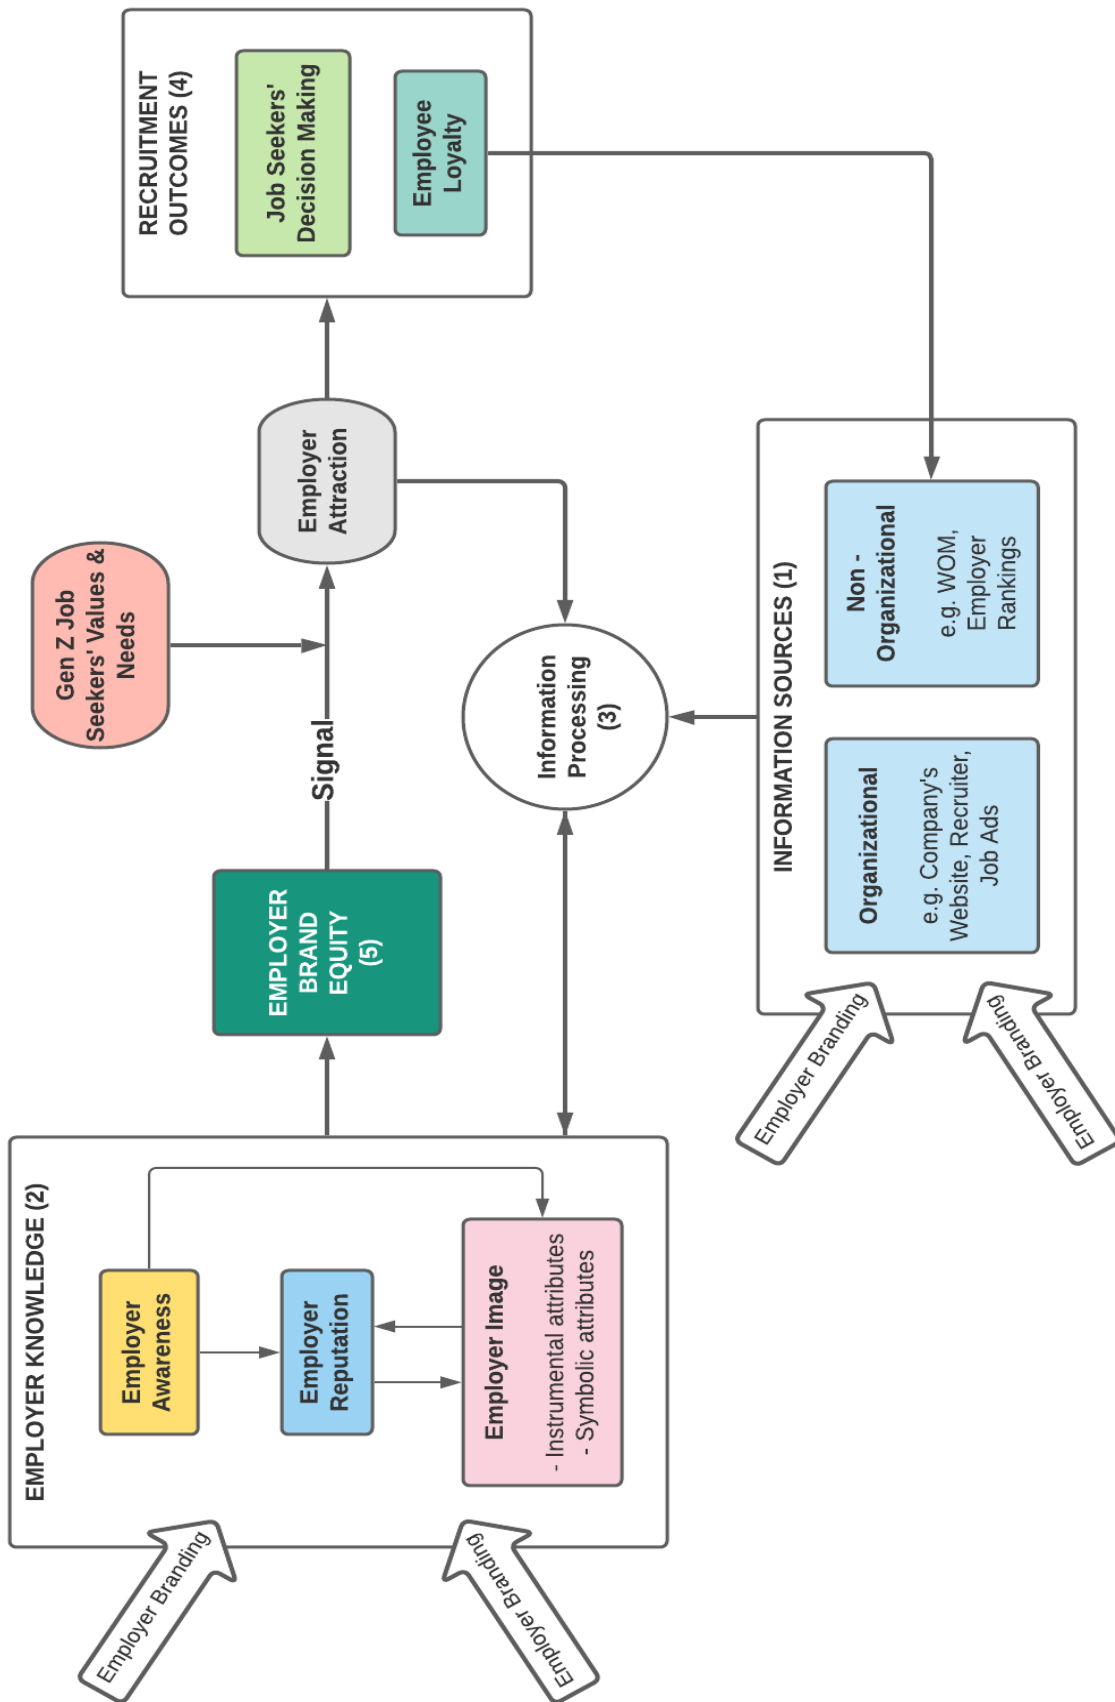 EMPLOYER KNOWLEDGE (2)
Employer
Awareness
Employer
Reputation
Employer Image
- Instrumental attributes
- Symbolic attributes
Employer Branding
Employer Branding
EMPLOYER
BRAND
EQUITY
(5)
Signal
Gen Z Job
Seekers' Values &
Needs
Employer
Attraction
RECRUITMENT
OUTCOMES (4)
Job Seekers'
Decision Making
Employee
Loyalty
Information
Processing
(3)
INFORMATION SOURCES (1)
Organizational
e.g. Company's
Website, Recruiter,
Job Ads
Non -
Organizational
e.g. WOM,
Employer
Rankings
Employer Branding
Employer Branding